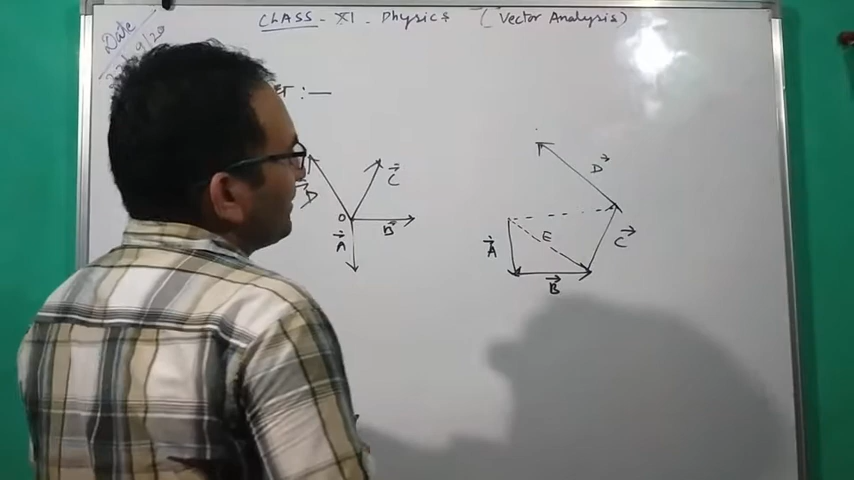 CLASS - XI - Physics (Vector Analysis)
Date
:—
D
C
O
A
B
D
E
A
C
B